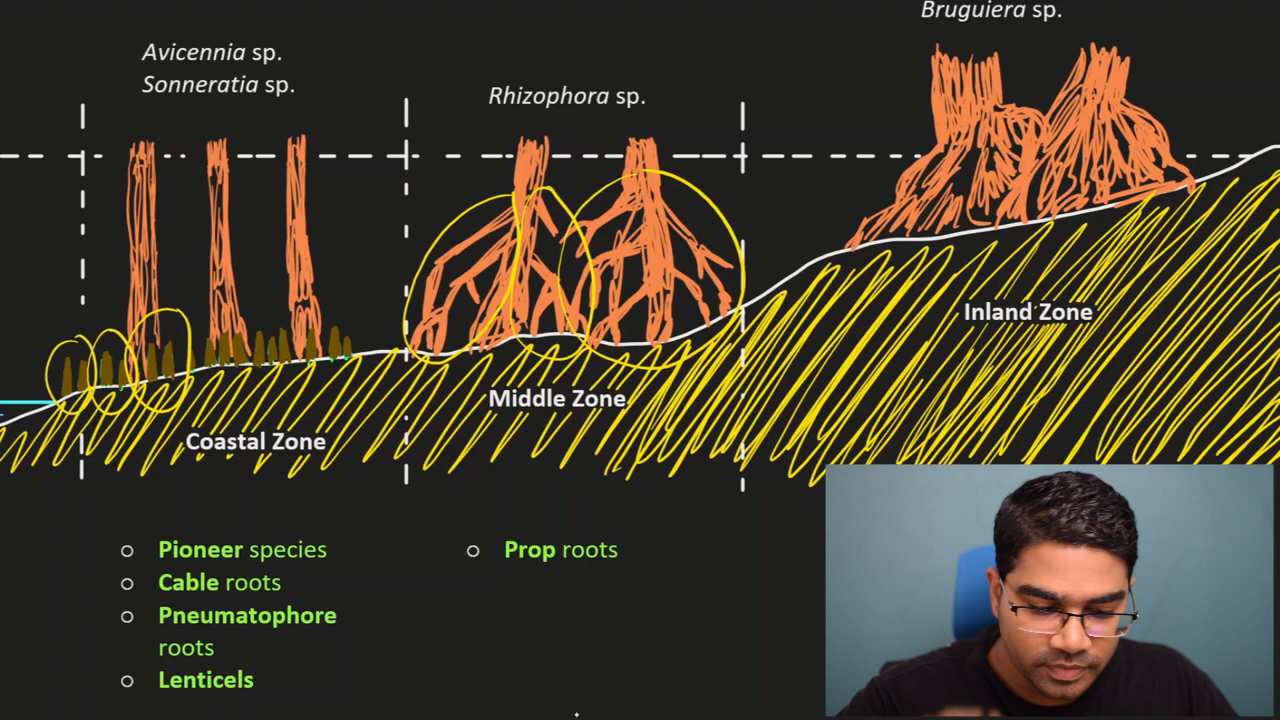 Bruguiera sp.
Avicennia sp.
Sonneratia sp.
Rhizophora sp.
Inland Zone
Middle Zone
Coastal Zone
○ Pioneer species
○ Cable roots
○ Pneumatophore
roots
○ Lenticels
○ Prop roots